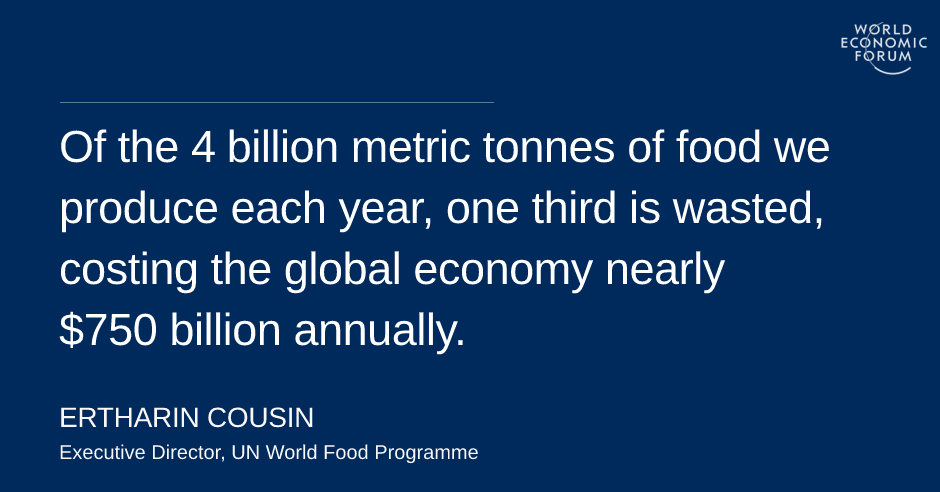 WORLD
ECONOMIC
FORUM
Of the 4 billion metric tonnes of food we
produce each year, one third is wasted,
costing the global economy nearly
$750 billion annually.
ERTHARIN COUSIN
Executive Director, UN World Food Programme